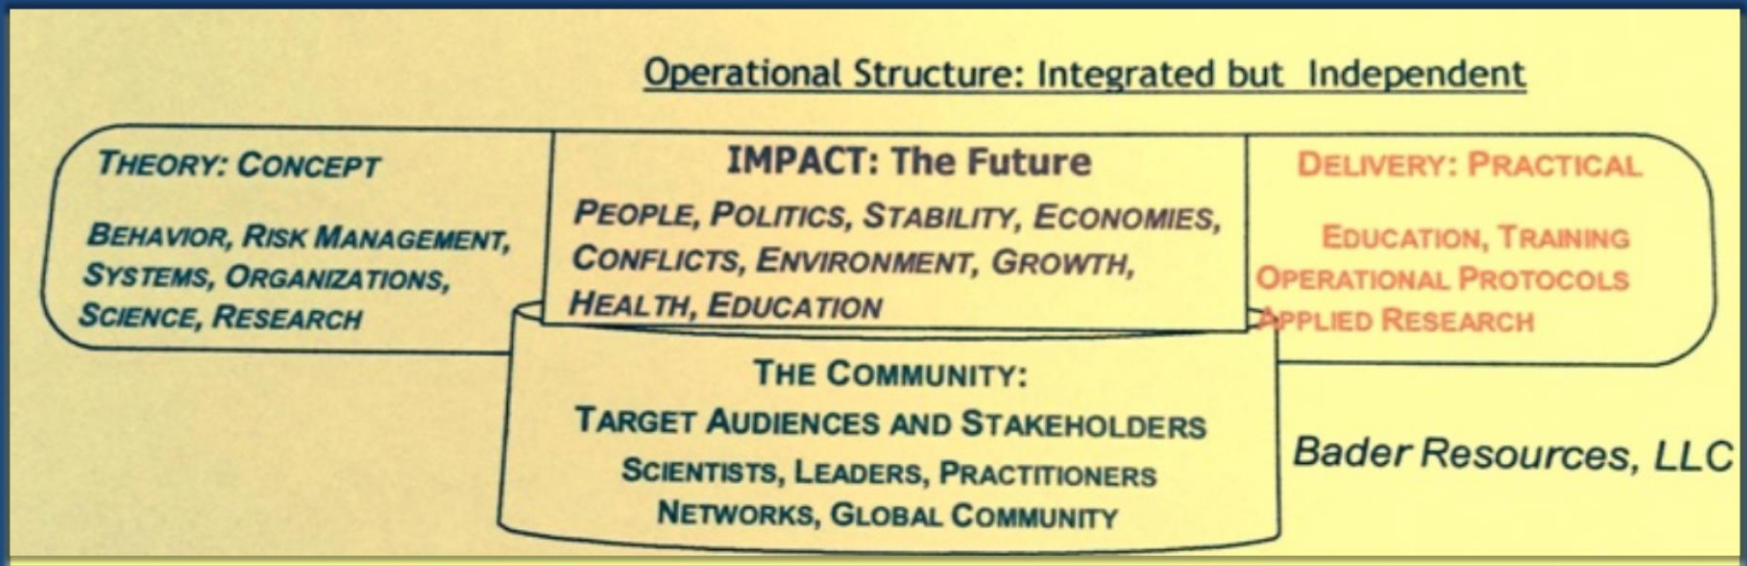 Operational Structure: Integrated but Independent
THEORY: CONCEPT
BEHAVIOR, RISK MANAGEMENT,
SYSTEMS, ORGANIZATIONS,
SCIENCE, RESEARCH
IMPACT: The Future
PEOPLE, POLITICS, STABILITY, ECONOMIES,
CONFLICTS, ENVIRONMENT, GROWTH,
HEALTH, EDUCATION
DELIVERY: PRACTICAL
EDUCATION, TRAINING
OPERATIONAL PROTOCOLS
APPLIED RESEARCH
THE COMMUNITY:
TARGET AUDIENCES AND STAKEHOLDERS
SCIENTISTS, LEADERS, PRACTITIONERS
NETWORKS, GLOBAL COMMUNITY
Bader Resources, LLC